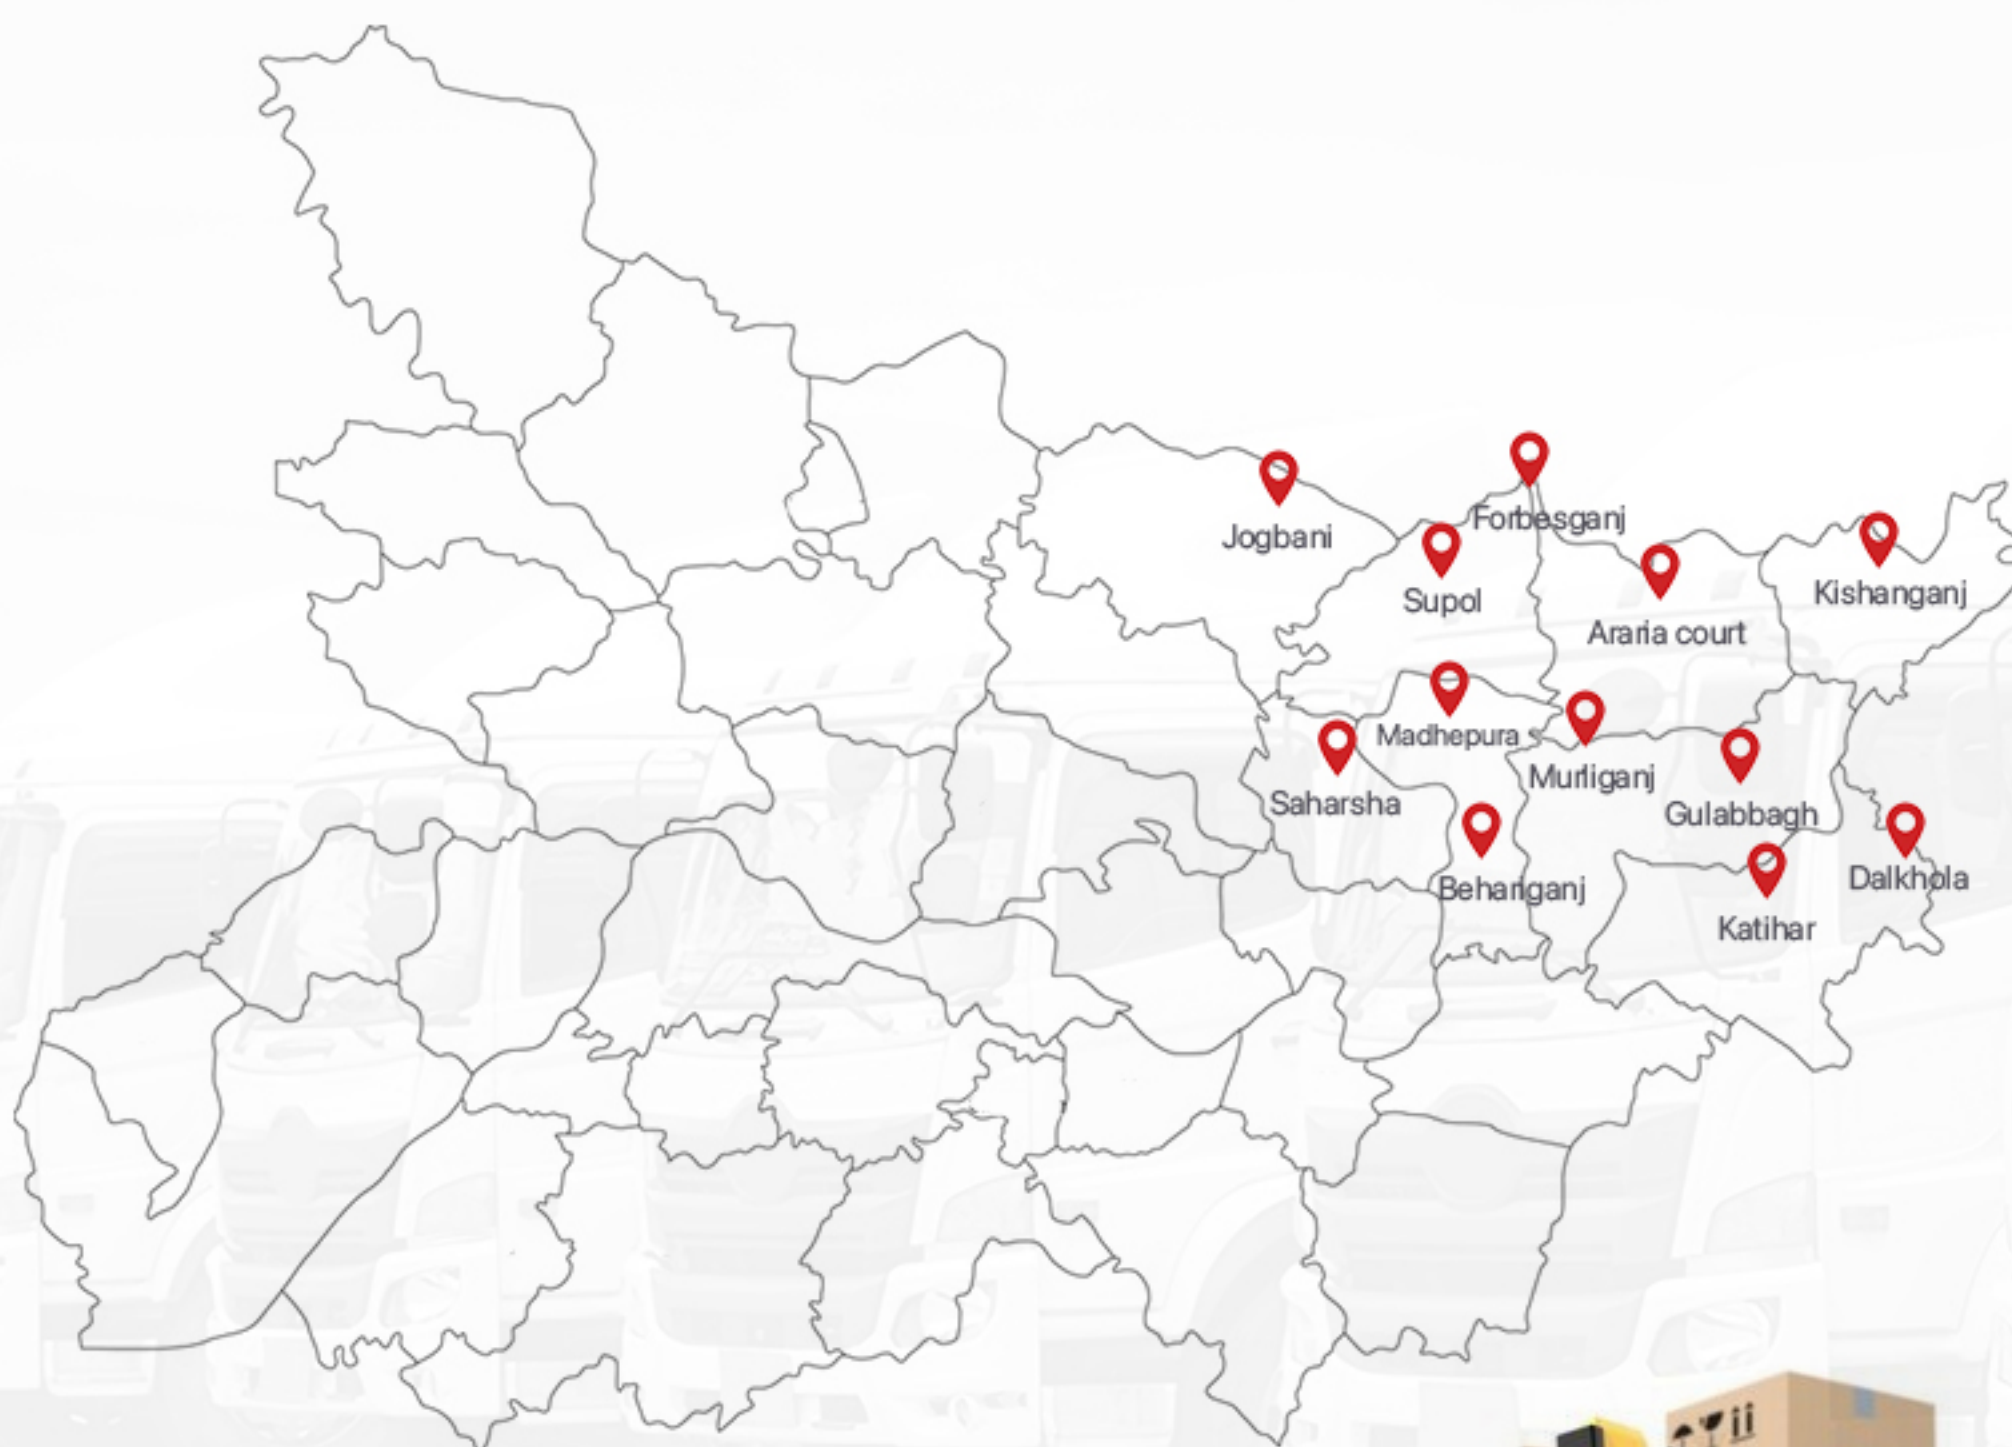 Jogbani
Forbesganj
Supol
Kishanganj
Araria court
Madhepura
Murliganj
Saharsha
Gulabbagh
Behariganj
Dalkhola
Katihar